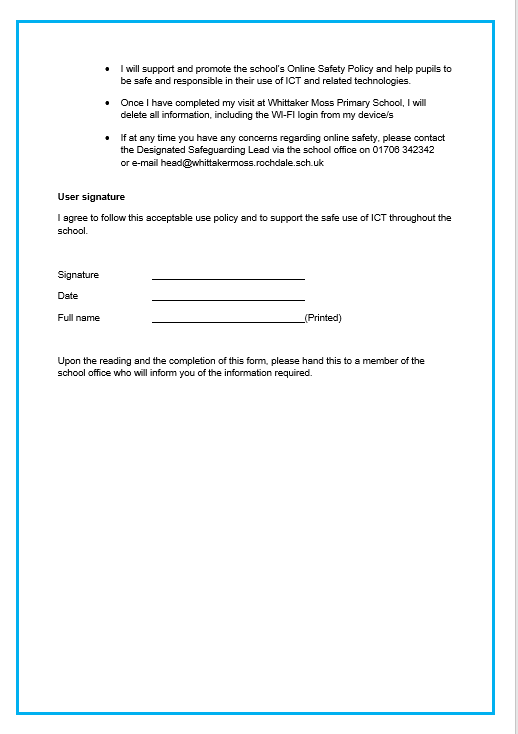 • I will support and promote the school's Online Safety Policy and help pupils to
be safe and responsible in their use of ICT and related technologies.
• Once I have completed my visit at Whittaker Moss Primary School, I will
delete all information, including the WI-FI login from my device/s
• If at any time you have any concerns regarding online safety, please contact
the Designated Safeguarding Lead via the school office on 01706 342342
or e-mail head@whittakermoss.rochdale.sch.uk
User signature
I agree to follow this acceptable use policy and to support the safe use of ICT throughout the
school.
Signature
Date
Full name (Printed)
Upon the reading and the completion of this form, please hand this to a member of the
school office who will inform you of the information required.